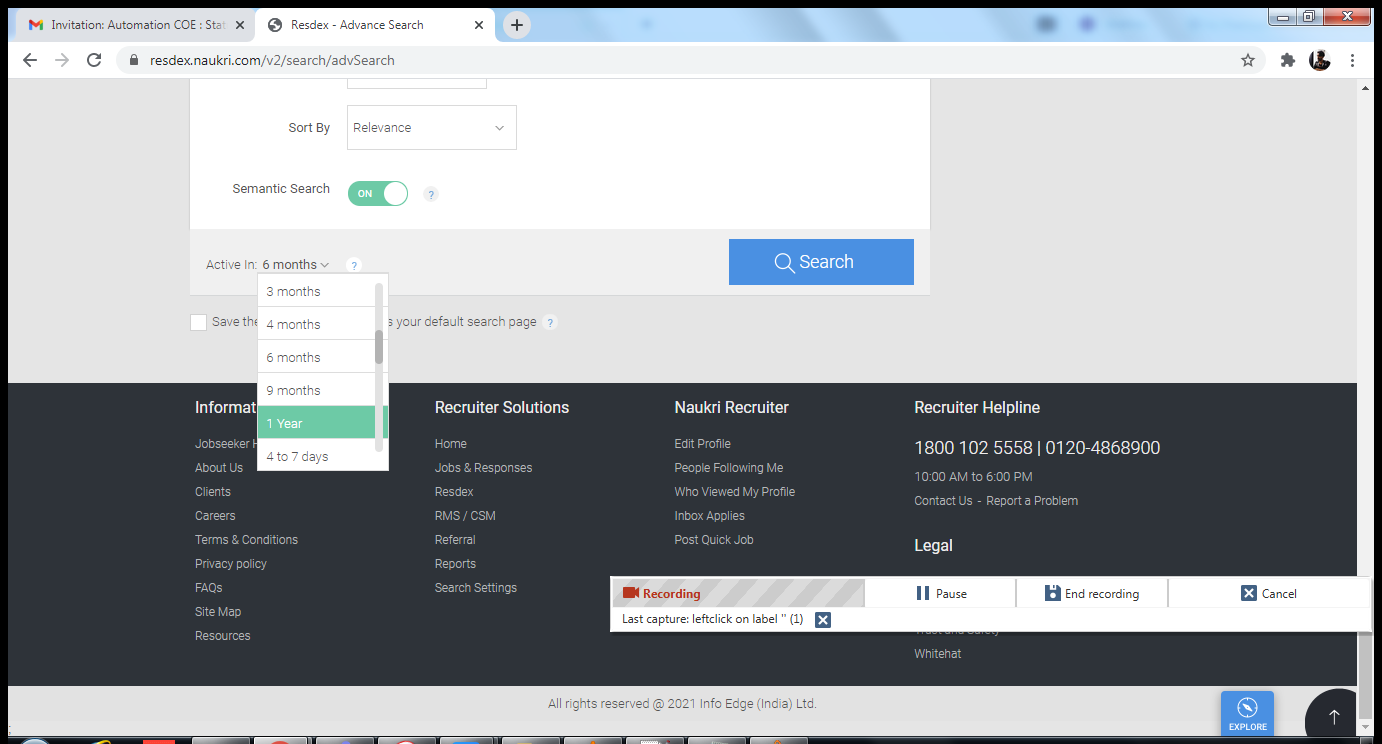 Invitation: Automation COE : Stat
Resdex - Advance Search
resdex.naukri.com/v2/search/advSearch
Sort By
Relevance
Semantic Search
ON
?
Active In: 6 months
?
Search
3 months
4 months
6 months
9 months
1 Year
4 to 7 days
Save the
s your default search page
?
Informat
Jobseeker H
About Us
Clients
Careers
Terms & Conditions
Privacy policy
FAQs
Site Map
Resources
Recruiter Solutions
Home
Jobs & Responses
Resdex
RMS / CSM
Referral
Reports
Search Settings
Naukri Recruiter
Edit Profile
People Following Me
Who Viewed My Profile
Inbox Applies
Post Quick Job
Recruiter Helpline
1800 102 5558 | 0120-4868900
10:00 AM to 6:00 PM
Contact Us - Report a Problem
Legal
Recording
Pause
End recording
Cancel
Last capture: leftclick on label '' (1)
Trust and Safety
Whitehat
All rights reserved @ 2021 Info Edge (India) Ltd.
EXPLORE